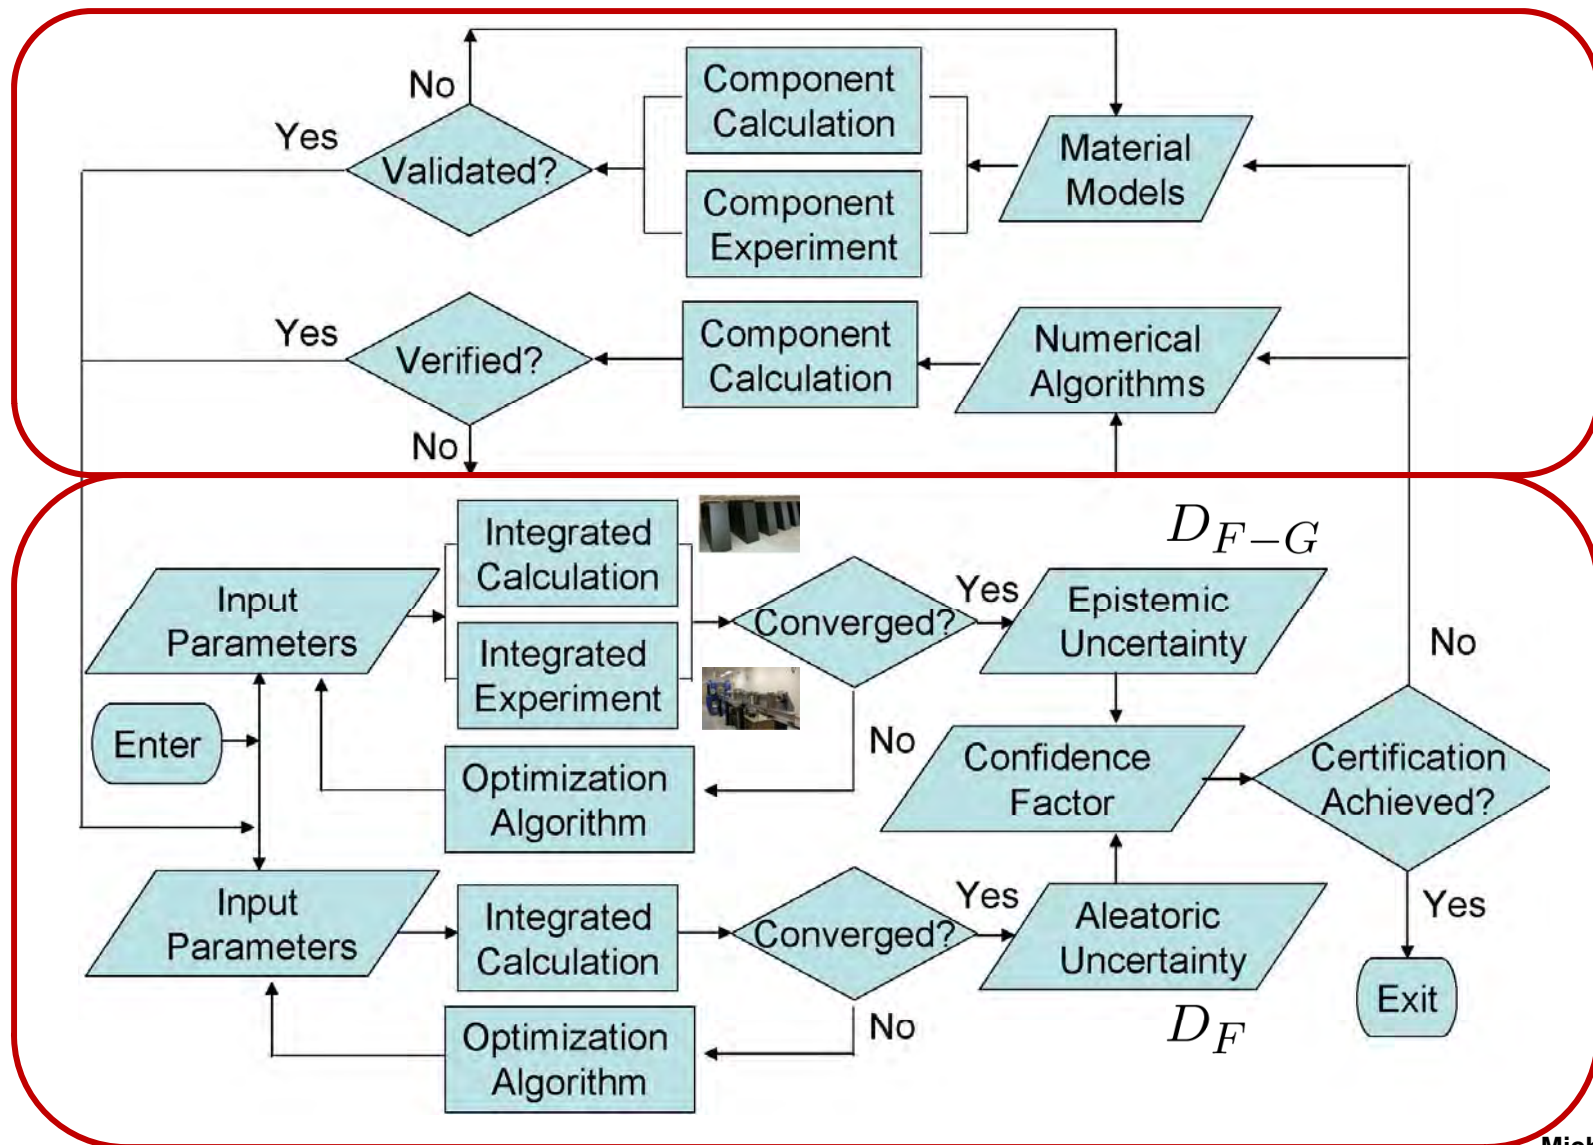 No
Component
Calculation
Yes
Validated?
Material
Models
Component
Experiment
Yes
Verified?
Component
Calculation
Numerical
Algorithms
No
Integrated
Calculation
D_{F-G}
Input
Parameters
Converged?
Yes
Epistemic
Uncertainty
Integrated
Experiment
No
Enter
No
Optimization
Algorithm
Confidence
Factor
Certification
Achieved?
Input
Parameters
Integrated
Calculation
Converged?
Yes
Aleatoric
Uncertainty
Yes
Optimization
Algorithm
No
D_F
Exit